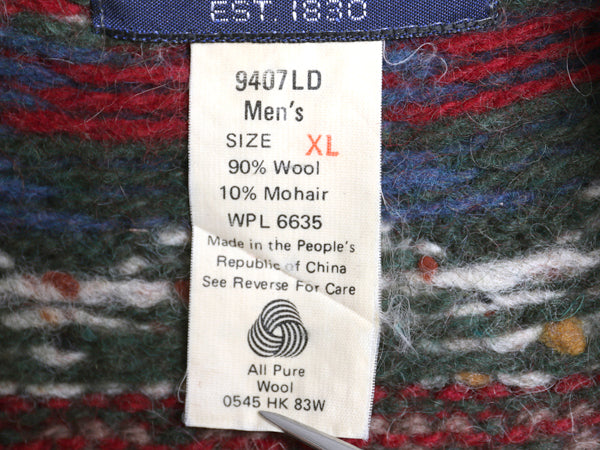 EST. 1830
9407LD
Men's
SIZE XL
90% Wool
10% Mohair
WPL 6635
Made in the People's
Republic of China
See Reverse For Care
All Pure
Wool
0545 HK 83W